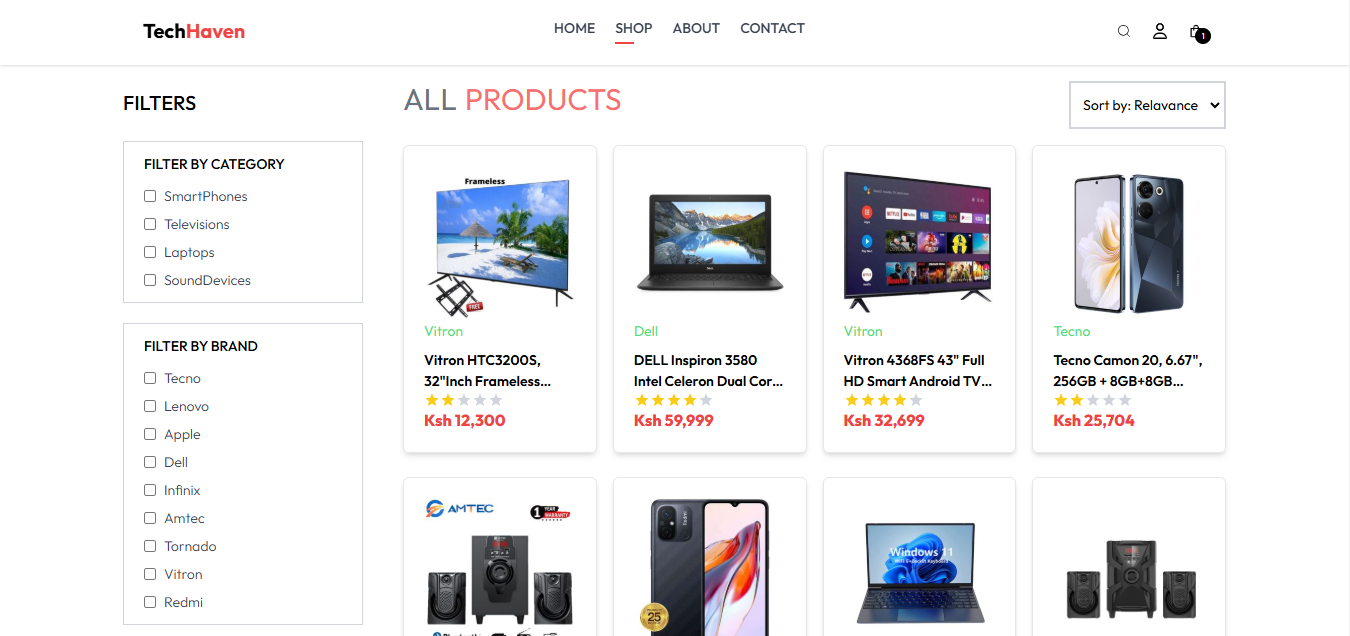 TechHaven
HOME SHOP ABOUT CONTACT
1
FILTERS
FILTER BY CATEGORY
SmartPhones
Televisions
Laptops
SoundDevices
FILTER BY BRAND
Tecno
Lenovo
Apple
Dell
Infinix
Amtec
Tornado
Vitron
Redmi
ALL PRODUCTS
Sort by: Relavance
Frameless
FREE
Vitron
Vitron HTC3200S,
32"Inch Frameless...
Ksh 12,300
Dell
DELL Inspiron 3580
Intel Celeron Dual Cor...
Ksh 59,999
Vitron
Vitron 4368FS 43" Full
HD Smart Android TV...
Ksh 32,699
Tecno
Tecno Camon 20, 6.67",
256GB + 8GB+8GB...
Ksh 25,704
AMTEC
1 YEAR
WARRANTY
Redmi
25
Windows 11